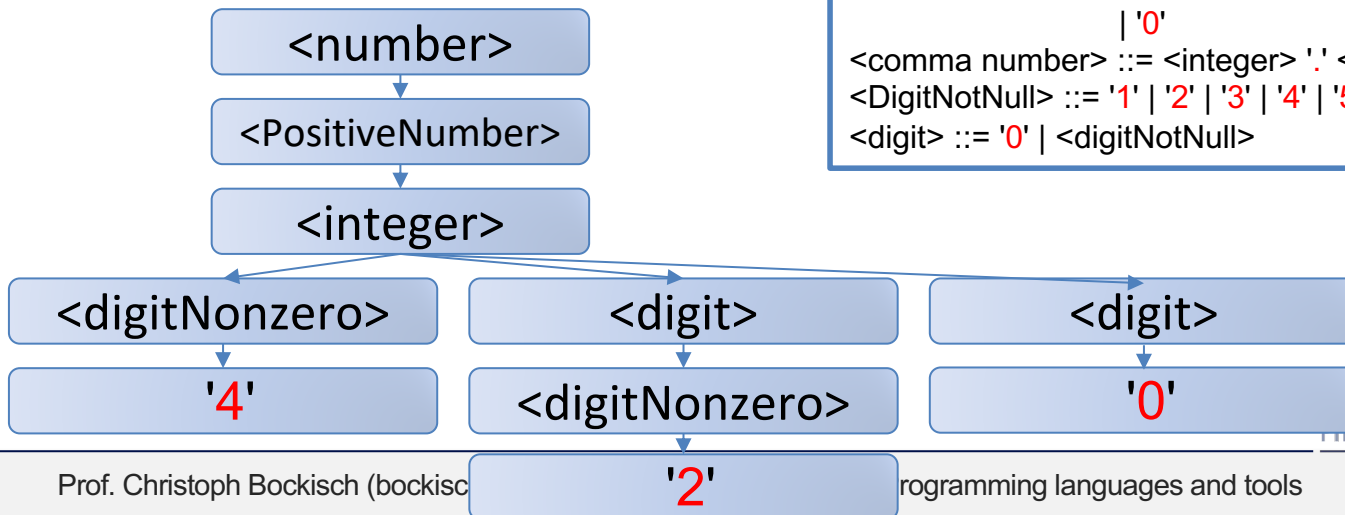 <number>
<PositiveNumber>
<integer>
<digitNonzero> <digit> <digit>
'4' <digitNonzero> '0'
'2'
| '0'
<comma number> ::= <integer> '.' <
<DigitNotNull> ::= '1' | '2' | '3' | '4' | '5
<digit> ::= '0' | <digitNotNull>
Prof. Christoph Bockisch (bockisc rogramming languages and tools